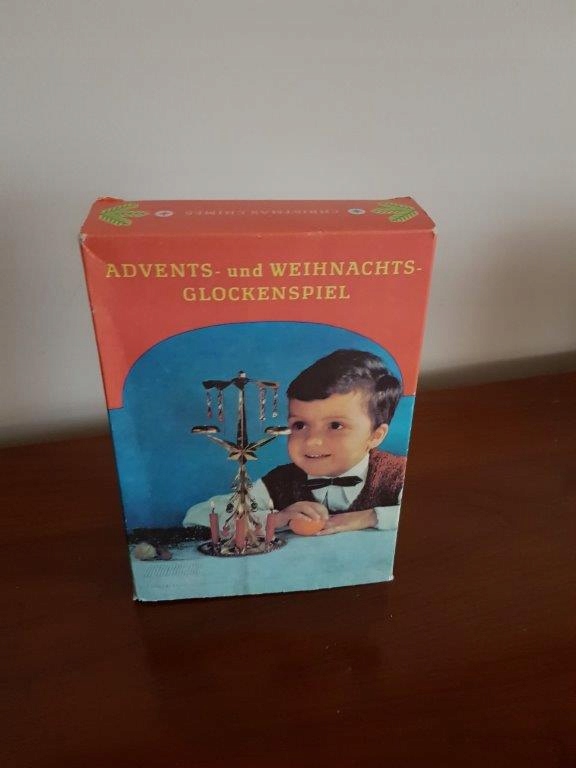 CHRISTMAS CHIMES
ADVENTS- und WEIHNACHTS-
GLOCKENSPIEL